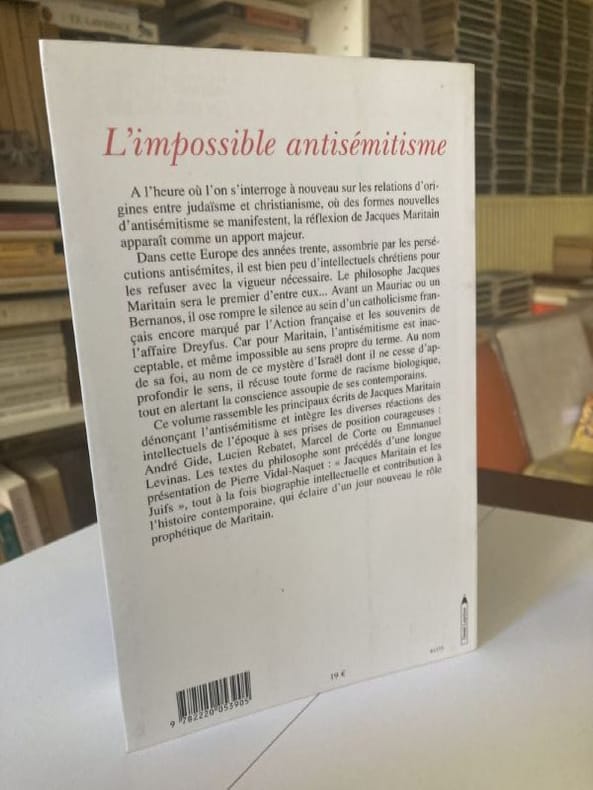 T.E. LAWRENCE
L'impossible antisémitisme
A l'heure où l'on s'interroge à nouveau sur les relations d'ori-
gines entre judaïsme et christianisme, où des formes nouvelles
d'antisémitisme se manifestent, la réflexion de Jacques Maritain
apparaît comme un apport majeur.
Dans cette Europe des années trente, assombrie par les persé-
cutions antisémites, il est bien peu d'intellectuels chrétiens pour
les refuser avec la vigueur nécessaire. Le philosophe Jacques
Maritain sera le premier d'entre eux... Avant un Mauriac ou un
Bernanos, il ose rompre le silence au sein d'un catholicisme fran-
çais encore marqué par l'Action française et les souvenirs de
l'affaire Dreyfus. Car pour Maritain, l'antisémitisme est inac-
ceptable, et même impossible au sens propre du terme. Au nom
de sa foi, au nom de ce mystère d'Israël dont il ne cesse d'ap-
profondir le sens, il récuse toute forme de racisme biologique,
tout en alertant la conscience assoupie de ses contemporains.
Ce volume rassemble les principaux écrits de Jacques Maritain
dénonçant l'antisémitisme et intègre les diverses réactions des
intellectuels de l'époque à ses prises de position courageuses :
André Gide, Lucien Rebatet, Marcel de Corte ou Emmanuel
Levinas. Les textes du philosophe sont précédés d'une longue
présentation de Pierre Vidal-Naquet : « Jacques Maritain et les
Juifs », tout à la fois biographie intellectuelle et contribution à
l'histoire contemporaine, qui éclaire d'un jour nouveau le rôle
prophétique de Maritain.
19 €
9 782220 053905